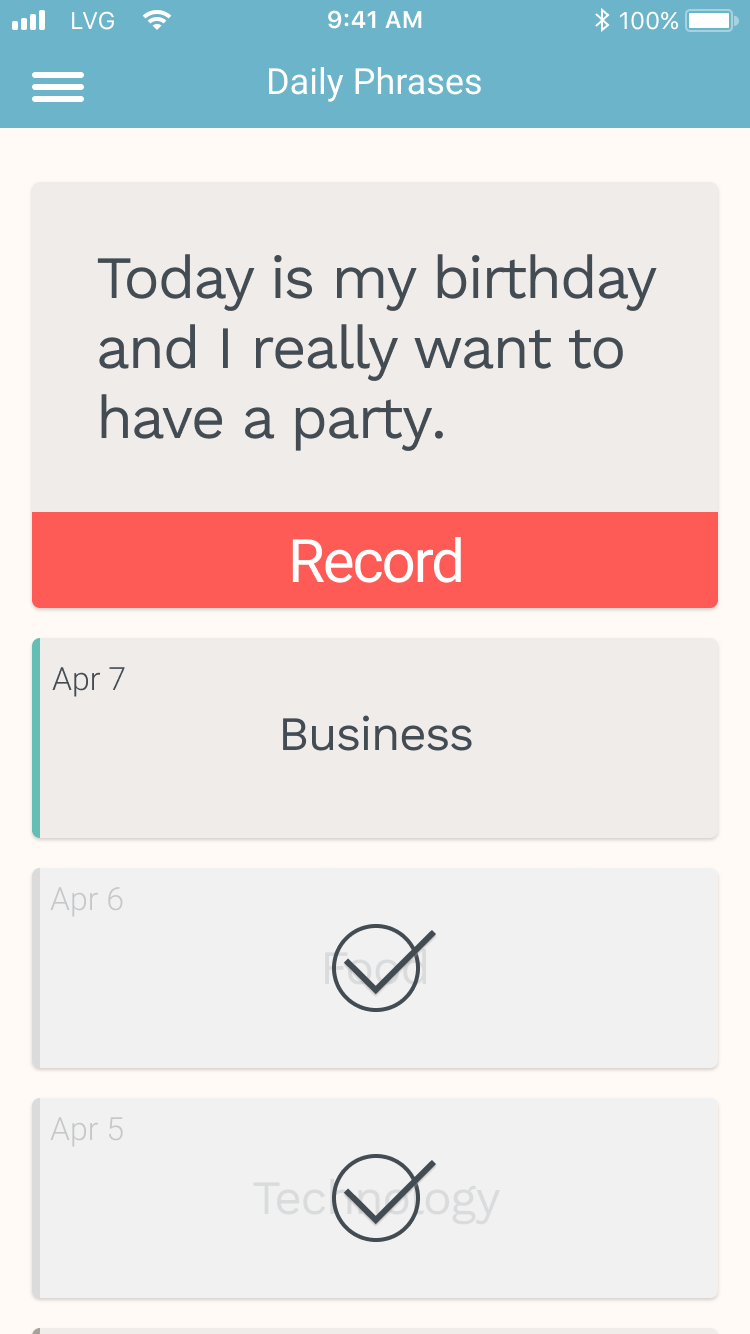 LVG 9:41 AM 100%
Daily Phrases
Today is my birthday
and I really want to
have a party.
Record
Apr 7
Business
Apr 6
Food
Apr 5
Technology